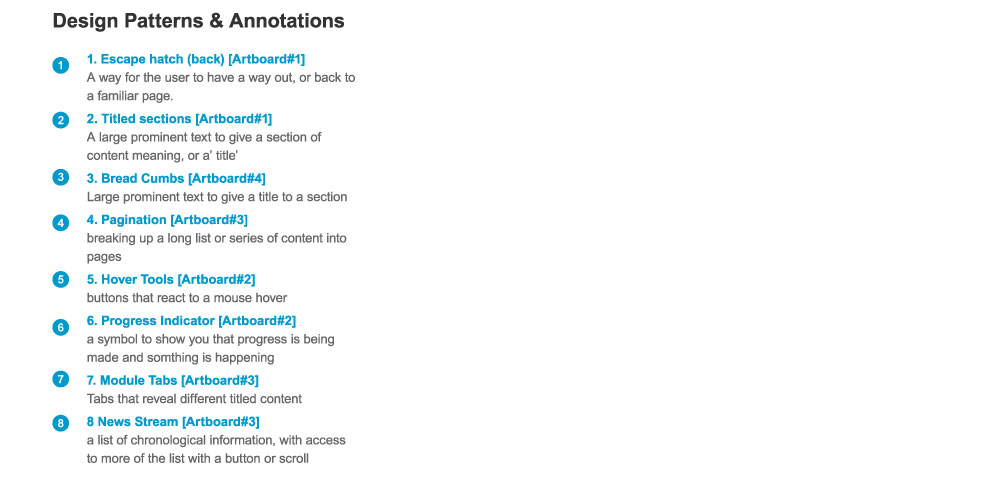 Design Patterns & Annotations
1
1. Escape hatch (back) [Artboard#1]
A way for the user to have a way out, or back to
a familiar page.
2
2. Titled sections [Artboard#1]
A large prominent text to give a section of
content meaning, or a' title'
3
3. Bread Cumbs [Artboard#4]
Large prominent text to give a title to a section
4
4. Pagination [Artboard#3]
breaking up a long list or series of content into
pages
5
5. Hover Tools [Artboard#2]
buttons that react to a mouse hover
6
6. Progress Indicator [Artboard#2]
a symbol to show you that progress is being
made and somthing is happening
7
7. Module Tabs [Artboard#3]
Tabs that reveal different titled content
8
8 News Stream [Artboard#3]
a list of chronological information, with access
to more of the list with a button or scroll